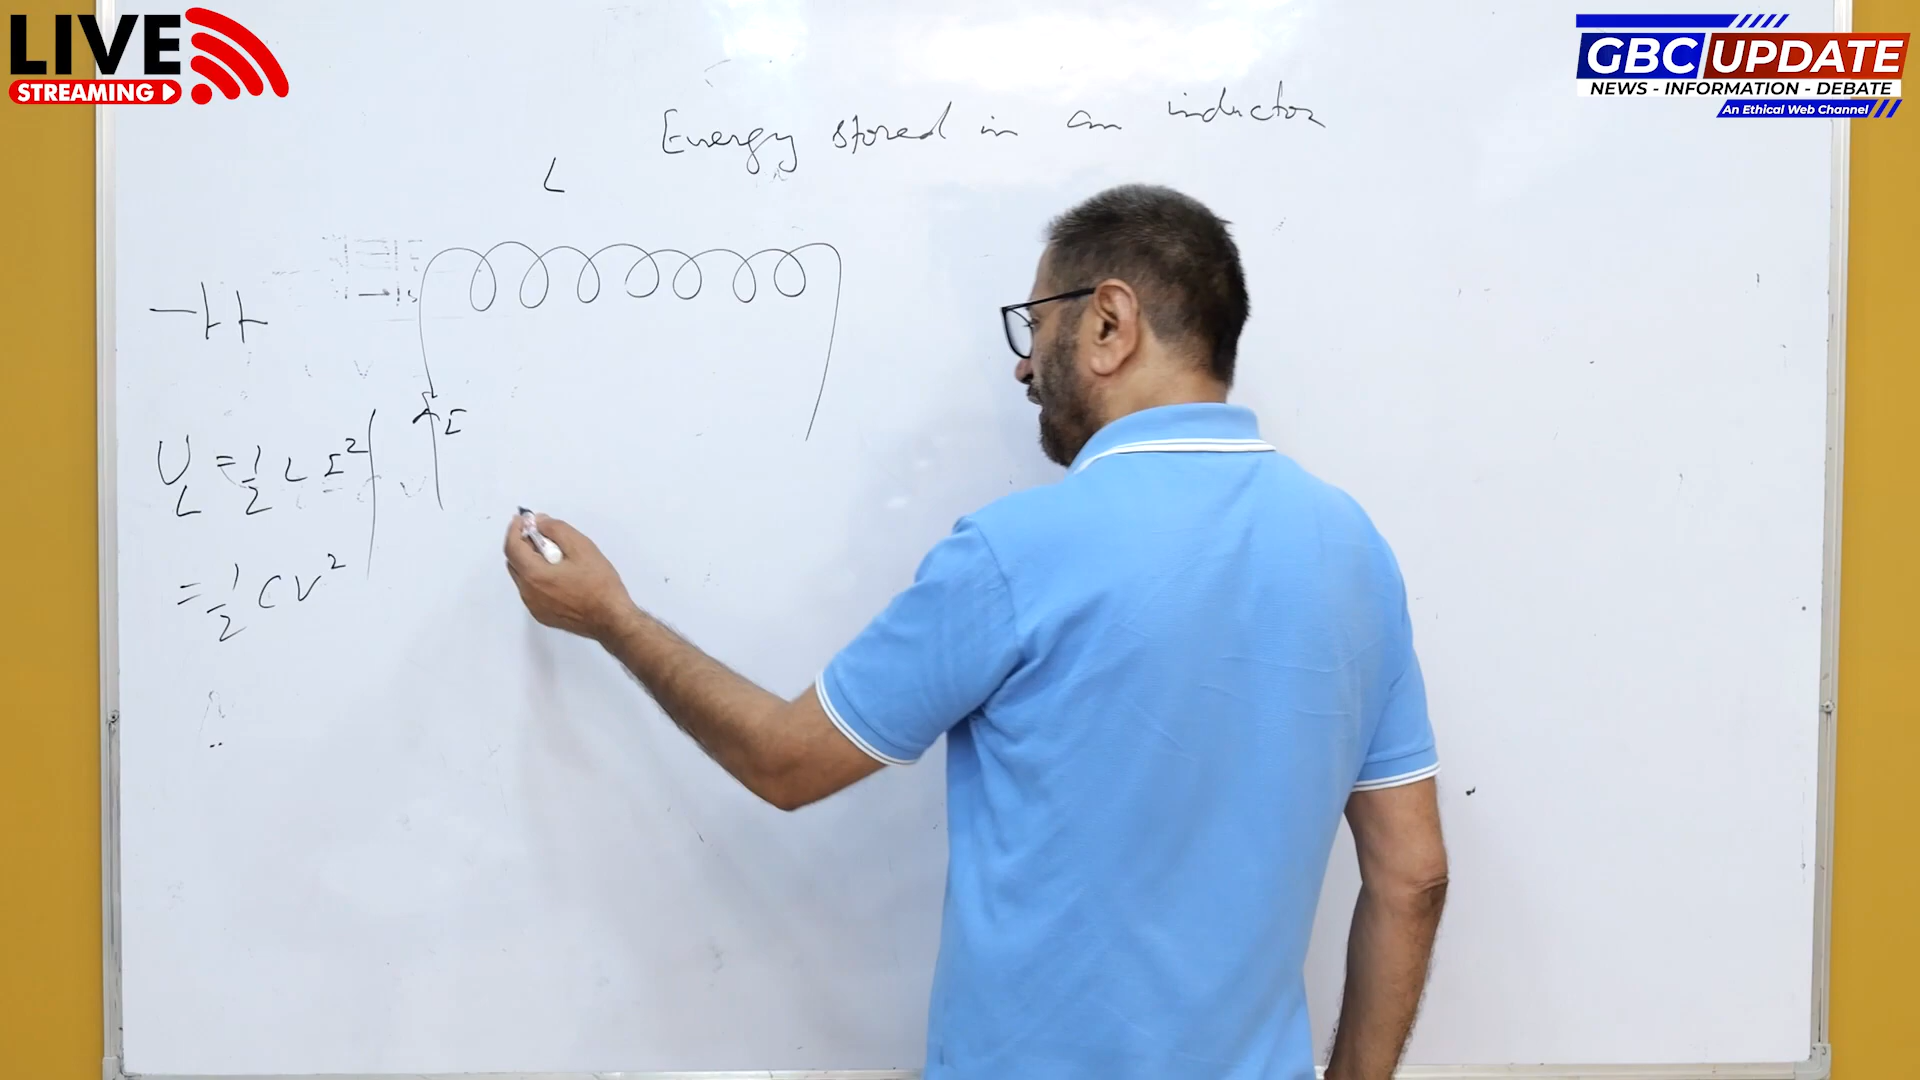 LIVE
STREAMING
GBC UPDATE
NEWS - INFORMATION - DEBATE
An Ethical Web Channel
Energy stored in an inductor
L
I
U_L = 1/2 L I²
= 1/2 C V²